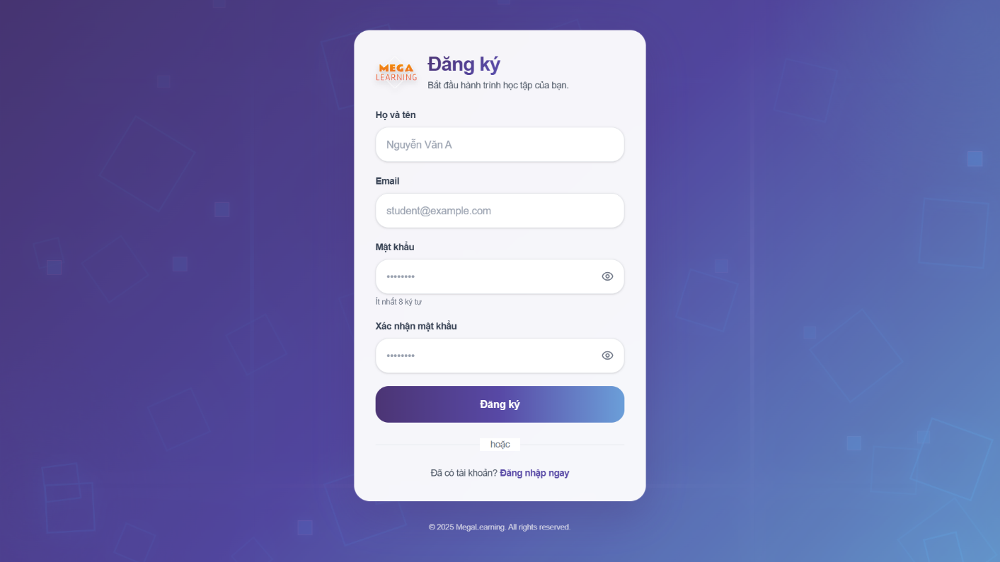 MEGA
LEARNING
Đăng ký
Bắt đầu hành trình học tập của bạn.
Họ và tên
Nguyễn Văn A
Email
student@example.com
Mật khẩu
••••••••
Ít nhất 8 ký tự
Xác nhận mật khẩu
••••••••
Đăng ký
hoặc
Đã có tài khoản? Đăng nhập ngay
© 2025 MegaLearning. All rights reserved.